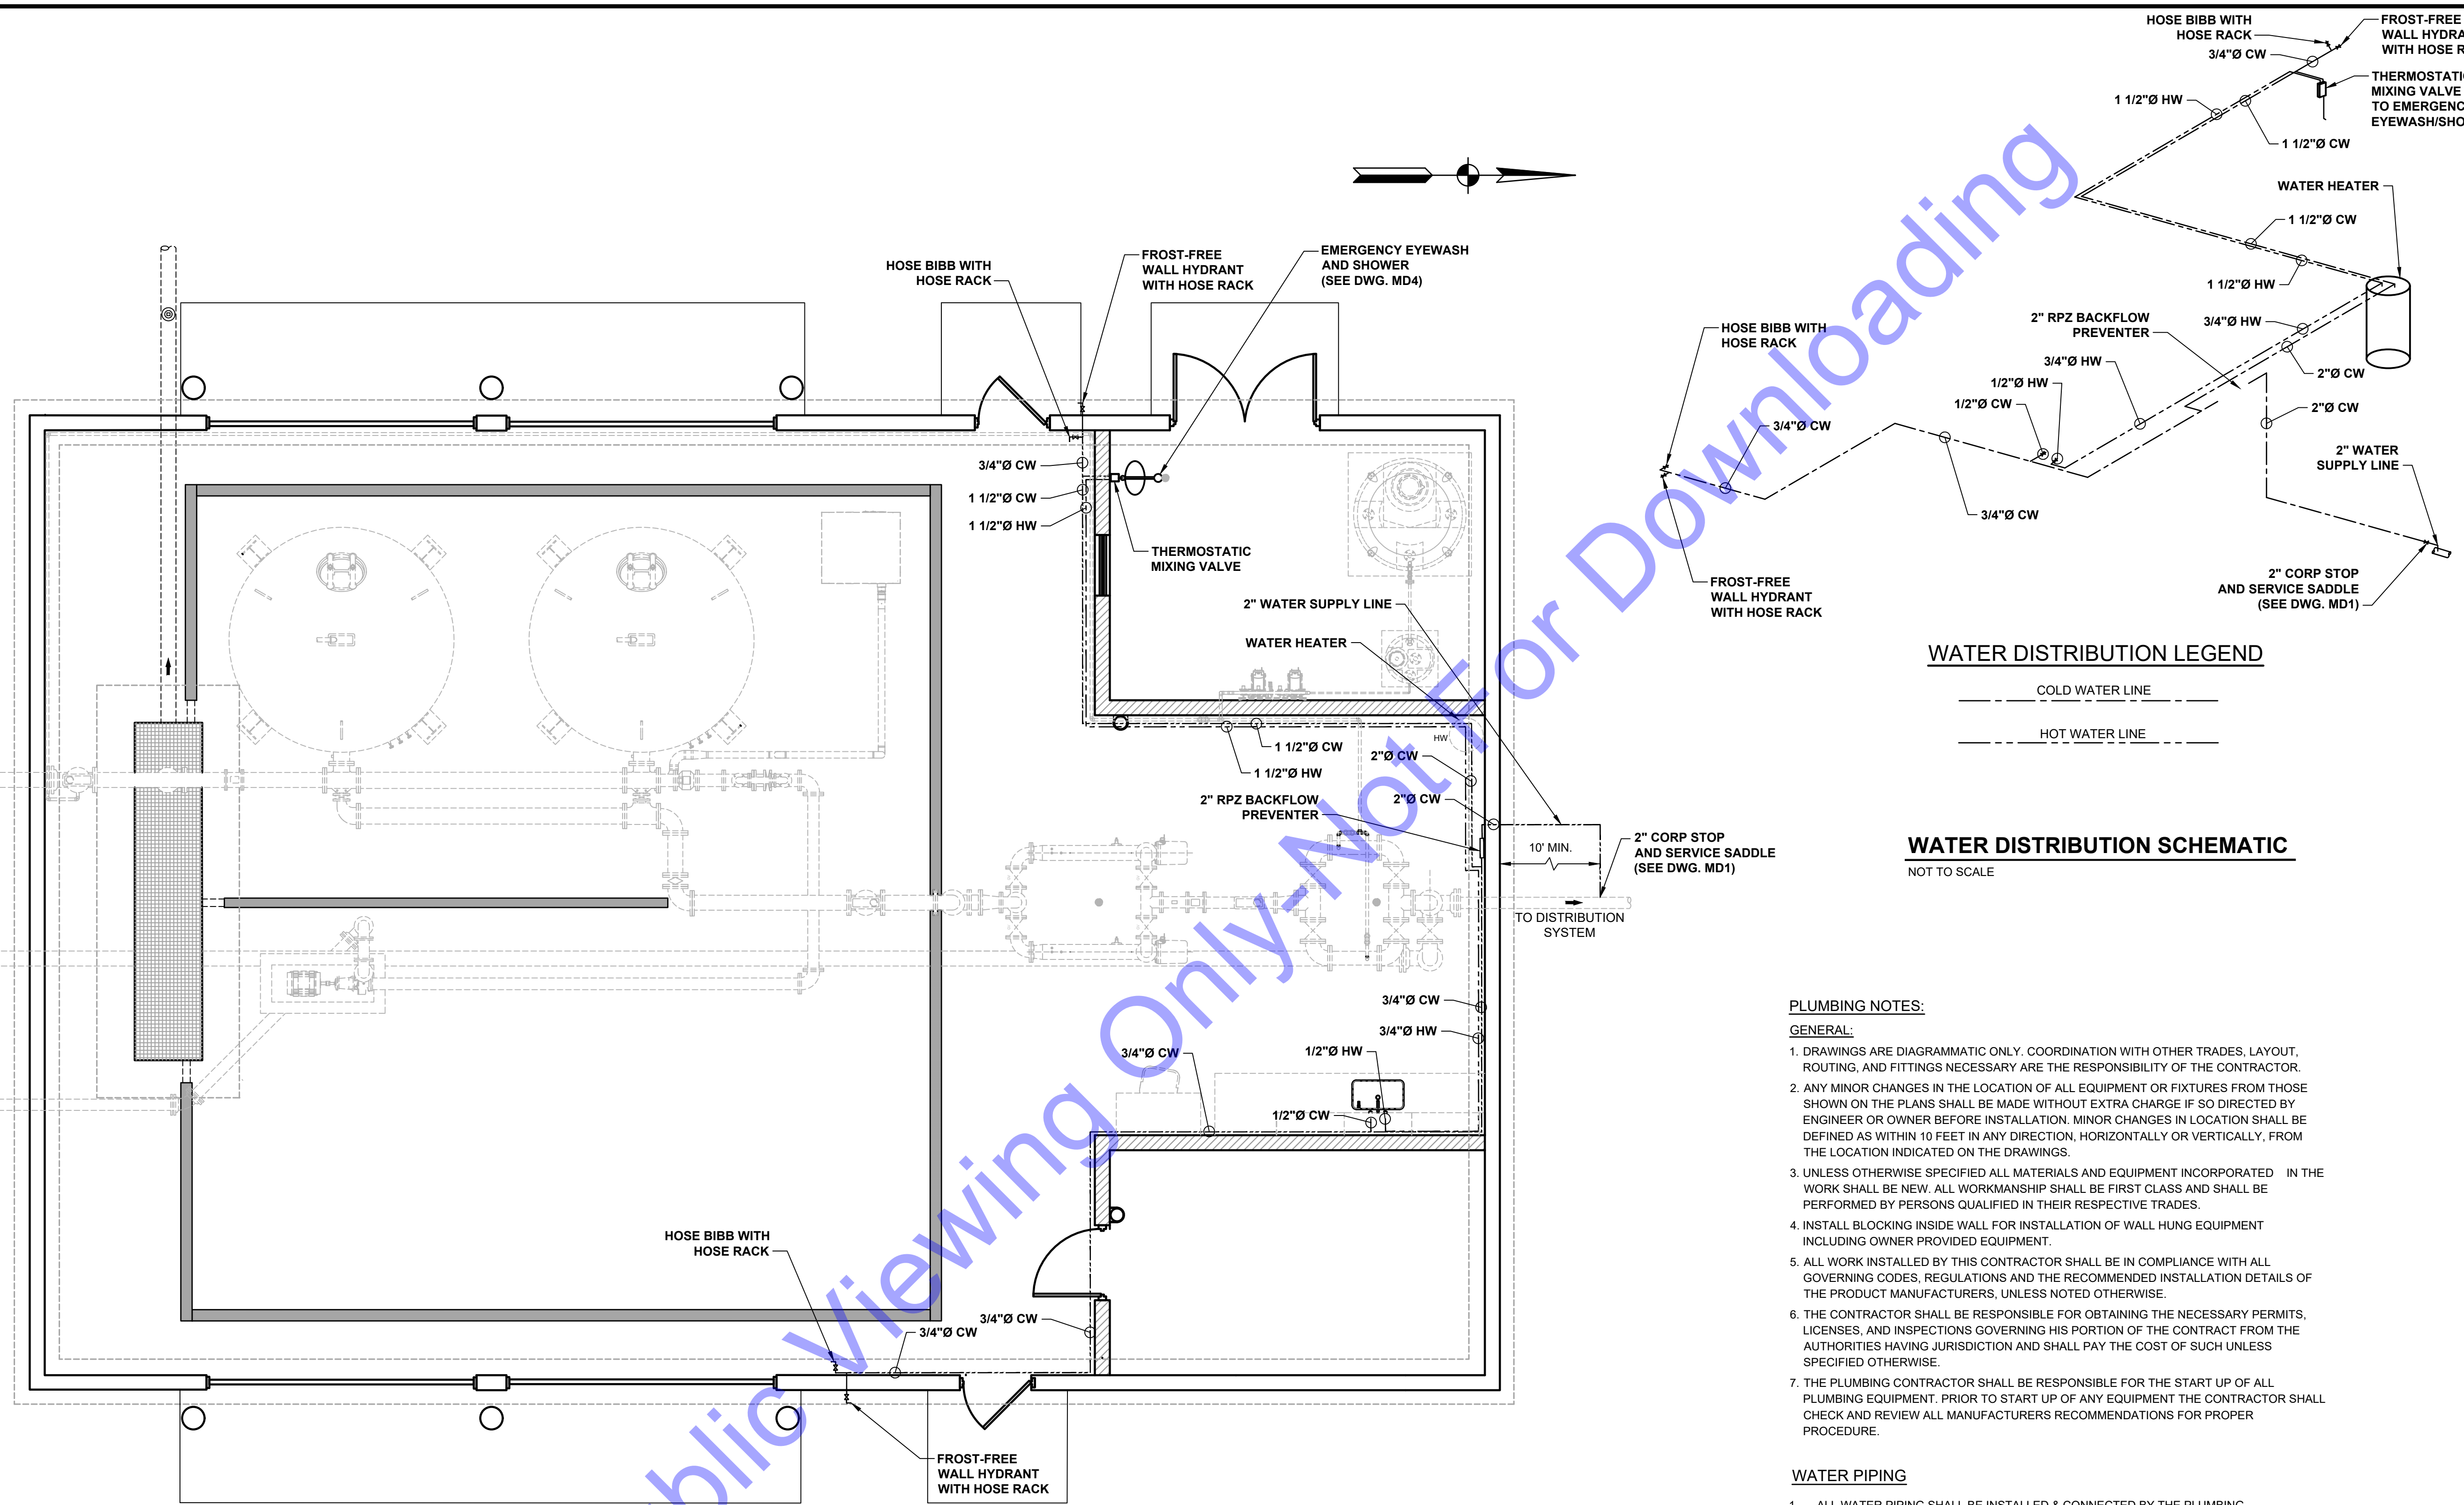 HOSE BIBB WITH
HOSE RACK
3/4"Ø CW
FROST-FREE
WALL
WITH HOSE
1 1/2"Ø HW
MIXING VALVE
TO
1 1/2"Ø CW
WATER HEATER
1 1/2"Ø CW
1 1/2"Ø HW
2" RPZ BACKFLOW
PREVENTER
3/4"Ø HW
3/4"Ø HW
1/2"Ø HW
1/2"Ø CW
2"Ø CW
2"Ø CW
2" WATER
SUPPLY LINE
HOSE BIBB WITH
HOSE RACK
3/4"Ø CW
3/4"Ø CW
FROST-FREE
WALL HYDRANT
WITH HOSE RACK
2" CORP STOP
AND SERVICE SADDLE
(SEE DWG. MD1)
WATER DISTRIBUTION LEGEND
COLD WATER LINE
HOT WATER LINE
WATER DISTRIBUTION SCHEMATIC
NOT TO SCALE
HOSE BIBB WITH
HOSE RACK
FROST-FREE
WALL HYDRANT
WITH HOSE RACK
EMERGENCY EYEWASH
AND SHOWER
(SEE DWG. MD4)
3/4"Ø CW
1 1/2"Ø CW
1 1/2"Ø HW
THERMOSTATIC
MIXING VALVE
2" WATER SUPPLY LINE
WATER HEATER
HW
1 1/2"Ø CW
1 1/2"Ø HW
2"Ø CW
2"Ø CW
2" RPZ BACKFLOW
PREVENTER
10' MIN.
2" CORP STOP
AND SERVICE SADDLE
(SEE DWG. MD1)
TO DISTRIBUTION
SYSTEM
3/4"Ø CW
3/4"Ø HW
3/4"Ø CW
1/2"Ø HW
1/2"Ø CW
HOSE BIBB WITH
HOSE RACK
3/4"Ø CW
3/4"Ø CW
FROST-FREE
WALL HYDRANT
WITH HOSE RACK
PLUMBING NOTES:
GENERAL:
1. DRAWINGS ARE DIAGRAMMATIC ONLY. COORDINATION WITH OTHER TRADES, LAYOUT,
ROUTING, AND FITTINGS NECESSARY ARE THE RESPONSIBILITY OF THE CONTRACTOR.
2. ANY MINOR CHANGES IN THE LOCATION OF ALL EQUIPMENT OR FIXTURES FROM THOSE
SHOWN ON THE PLANS SHALL BE MADE WITHOUT EXTRA CHARGE IF SO DIRECTED BY
ENGINEER OR OWNER BEFORE INSTALLATION. MINOR CHANGES IN LOCATION SHALL BE
DEFINED AS WITHIN 10 FEET IN ANY DIRECTION, HORIZONTALLY OR VERTICALLY, FROM
THE LOCATION INDICATED ON THE DRAWINGS.
3. UNLESS OTHERWISE SPECIFIED ALL MATERIALS AND EQUIPMENT INCORPORATED IN THE
WORK SHALL BE NEW. ALL WORKMANSHIP SHALL BE FIRST CLASS AND SHALL BE
PERFORMED BY PERSONS QUALIFIED IN THEIR RESPECTIVE TRADES.
4. INSTALL BLOCKING INSIDE WALL FOR INSTALLATION OF WALL HUNG EQUIPMENT
INCLUDING OWNER PROVIDED EQUIPMENT.
5. ALL WORK INSTALLED BY THIS CONTRACTOR SHALL BE IN COMPLIANCE WITH ALL
GOVERNING CODES, REGULATIONS AND THE RECOMMENDED INSTALLATION DETAILS OF
THE PRODUCT MANUFACTURERS, UNLESS NOTED OTHERWISE.
6. THE CONTRACTOR SHALL BE RESPONSIBLE FOR OBTAINING THE NECESSARY PERMITS,
LICENSES, AND INSPECTIONS GOVERNING HIS PORTION OF THE CONTRACT FROM THE
AUTHORITIES HAVING JURISDICTION AND SHALL PAY THE COST OF SUCH UNLESS
SPECIFIED OTHERWISE.
7. THE PLUMBING CONTRACTOR SHALL BE RESPONSIBLE FOR THE START UP OF ALL
PLUMBING EQUIPMENT. PRIOR TO START UP OF ANY EQUIPMENT THE CONTRACTOR SHALL
CHECK AND REVIEW ALL MANUFACTURERS RECOMMENDATIONS FOR PROPER
PROCEDURE.
WATER PIPING
1. ALL WATER PIPING SHALL BE INSTALLED & CONNECTED BY THE PLUMBING
Viewing Only-Not For Downloading